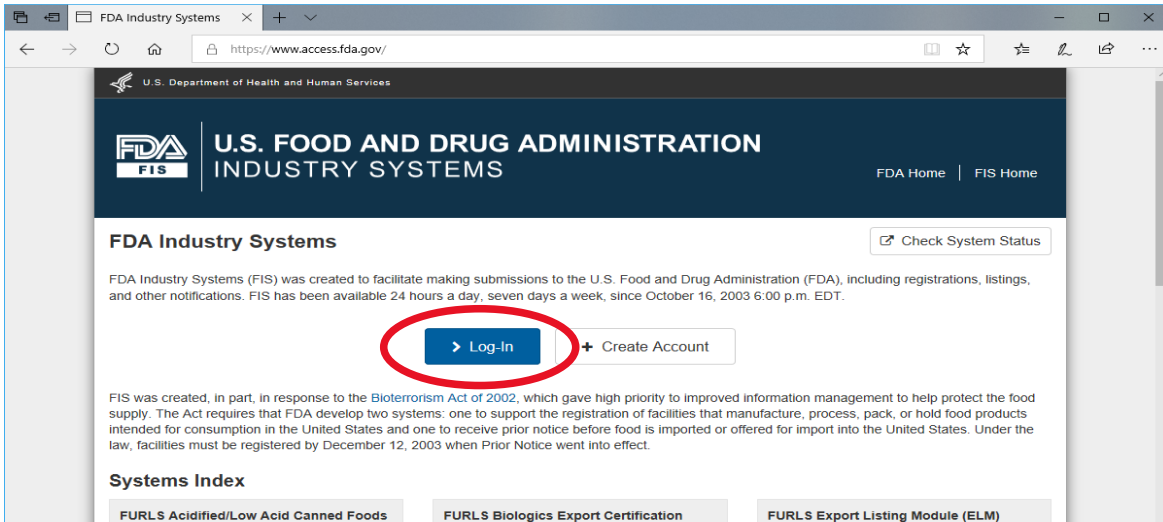 FDA Industry Systems
https://www.access.fda.gov/
U.S. Department of Health and Human Services
FDA
FIS
U.S. FOOD AND DRUG ADMINISTRATION
INDUSTRY SYSTEMS
FDA Home | FIS Home
FDA Industry Systems
Check System Status
FDA Industry Systems (FIS) was created to facilitate making submissions to the U.S. Food and Drug Administration (FDA), including registrations, listings,
and other notifications. FIS has been available 24 hours a day, seven days a week, since October 16, 2003 6:00 p.m. EDT.
Log-In
+ Create Account
FIS was created, in part, in response to the Bioterrorism Act of 2002, which gave high priority to improved information management to help protect the food
supply. The Act requires that FDA develop two systems: one to support the registration of facilities that manufacture, process, pack, or hold food products
intended for consumption in the United States and one to receive prior notice before food is imported or offered for import into the United States. Under the
law, facilities must be registered by December 12, 2003 when Prior Notice went into effect.
Systems Index
FURLS Acidified/Low Acid Canned Foods
FURLS Biologics Export Certification
FURLS Export Listing Module (ELM)